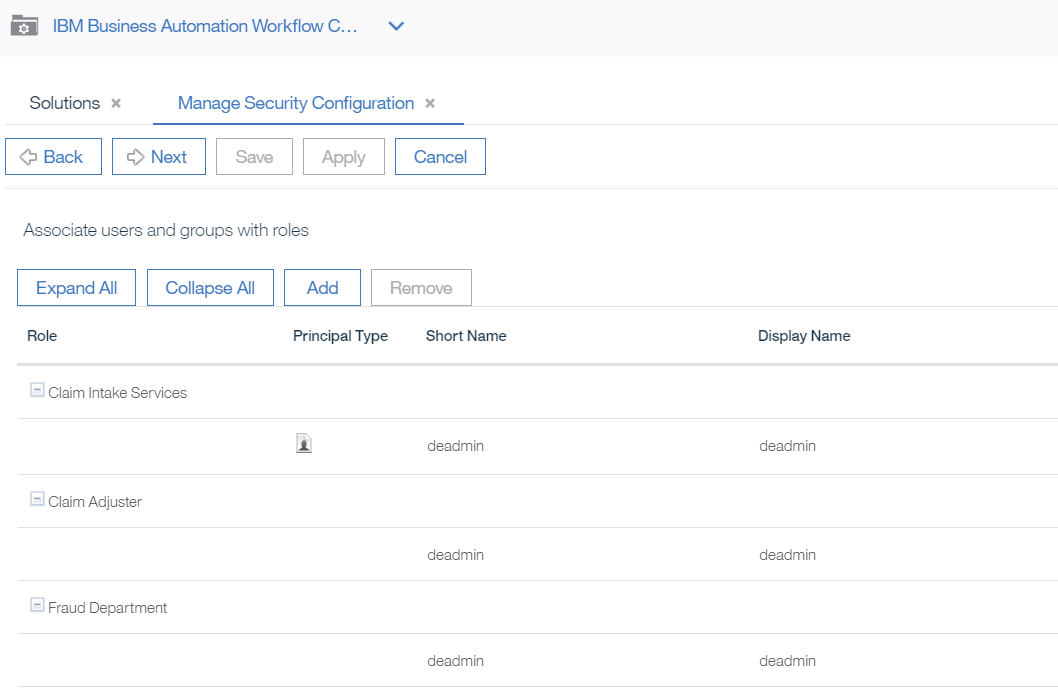 IBM Business Automation Workflow C...
Solutions × Manage Security Configuration ×
Back Next Save Apply Cancel
Associate users and groups with roles
Expand All Collapse All Add Remove
Role Principal Type Short Name Display Name
Claim Intake Services
deadmin deadmin
Claim Adjuster
deadmin deadmin
Fraud Department
deadmin deadmin